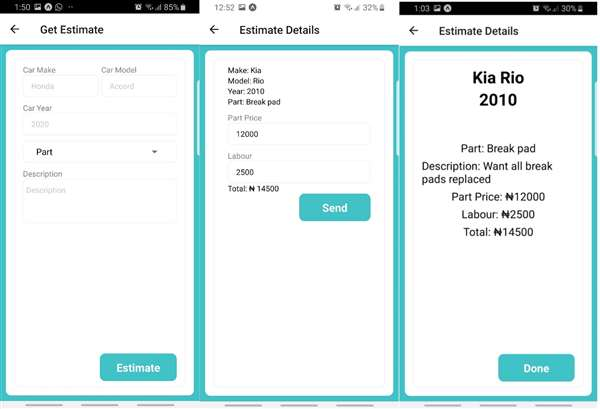 1:50 85%
Get Estimate
Car Make Car Model
Honda Accord
Car Year
2020
Part
Description
Description
Estimate
12:52 32%
Estimate Details
Make: Kia
Model: Rio
Year: 2010
Part: Break pad
Part Price
12000
Labour
2500
Total: ₦ 14500
Send
1:03 30%
Estimate Details
Kia Rio
2010
Part: Break pad
Description: Want all break
pads replaced
Part Price: ₦12000
Labour: ₦2500
Total: ₦14500
Done